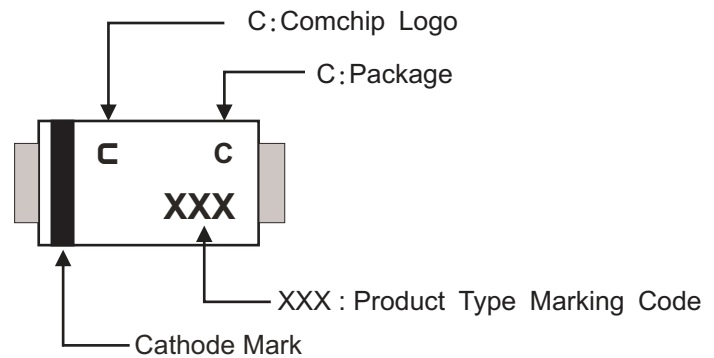 C:Comchip Logo
C:Package
C C
XXX
XXX : Product Type Marking Code
Cathode Mark